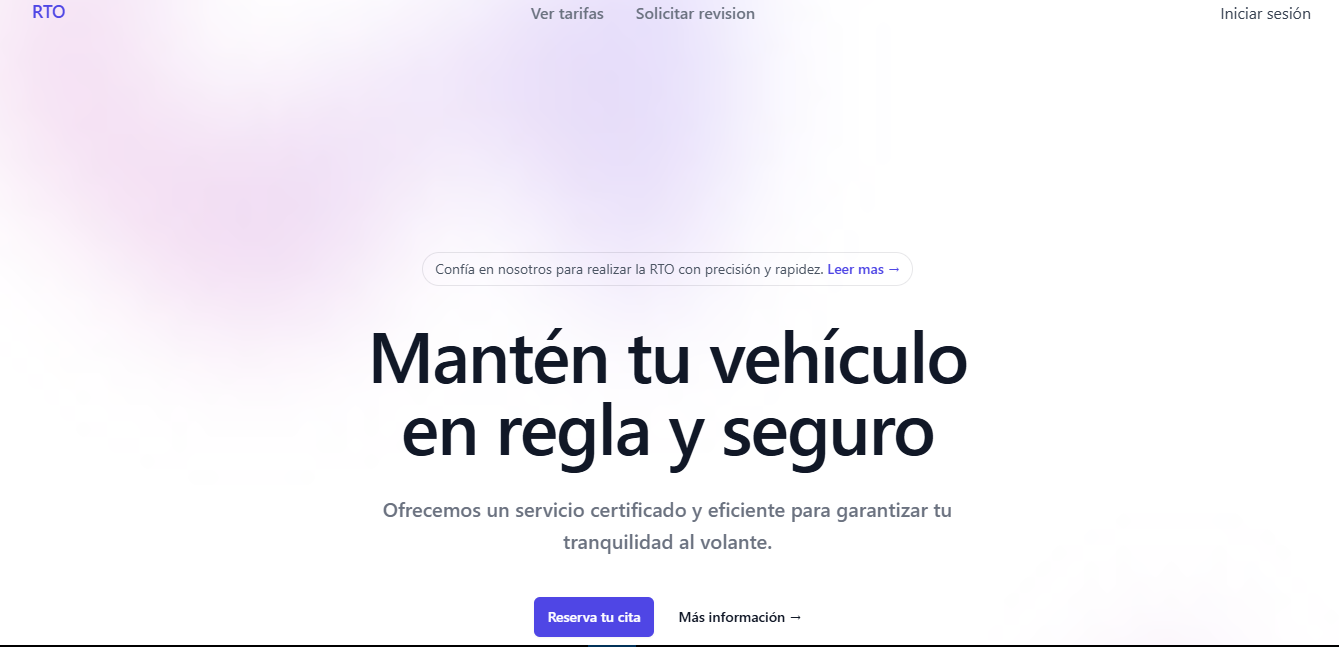 RTO
Ver tarifas
Solicitar revision
Iniciar sesión
Confía en nosotros para realizar la RTO con precisión y rapidez. Leer mas →
Mantén tu vehículo
en regla y seguro
Ofrecemos un servicio certificado y eficiente para garantizar tu
tranquilidad al volante.
Reserva tu cita
Más información →